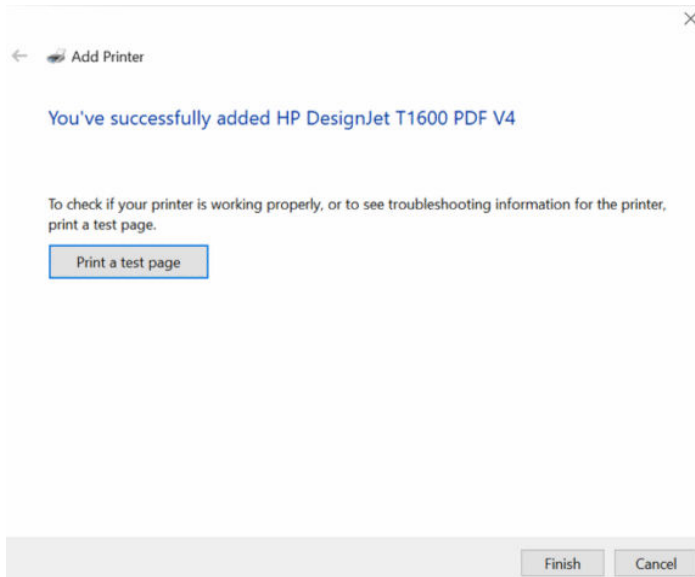 Add Printer
You've successfully added HP DesignJet T1600 PDF V4
To check if your printer is working properly, or to see troubleshooting information for the printer,
print a test page.
Print a test page
Finish
Cancel